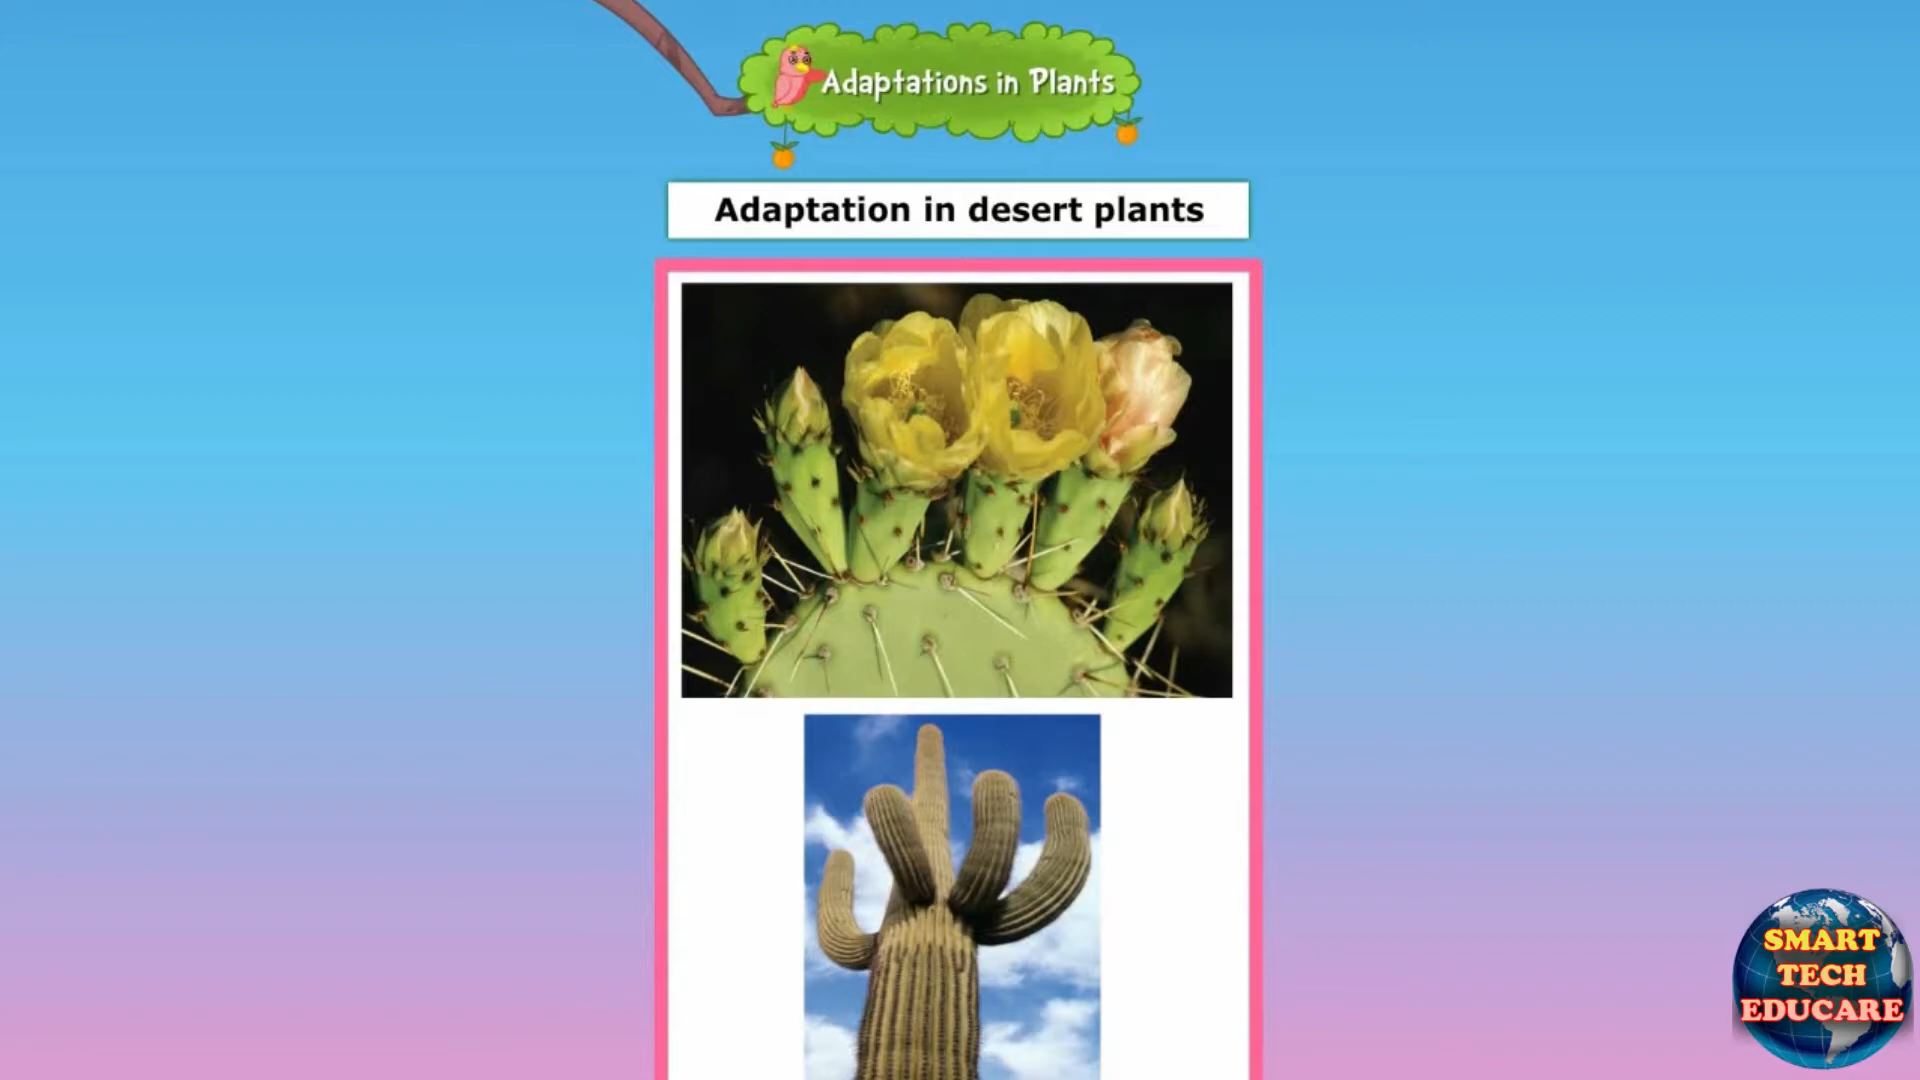 Adaptations in Plants
Adaptation in desert plants
SMART
TECH
EDUCARE